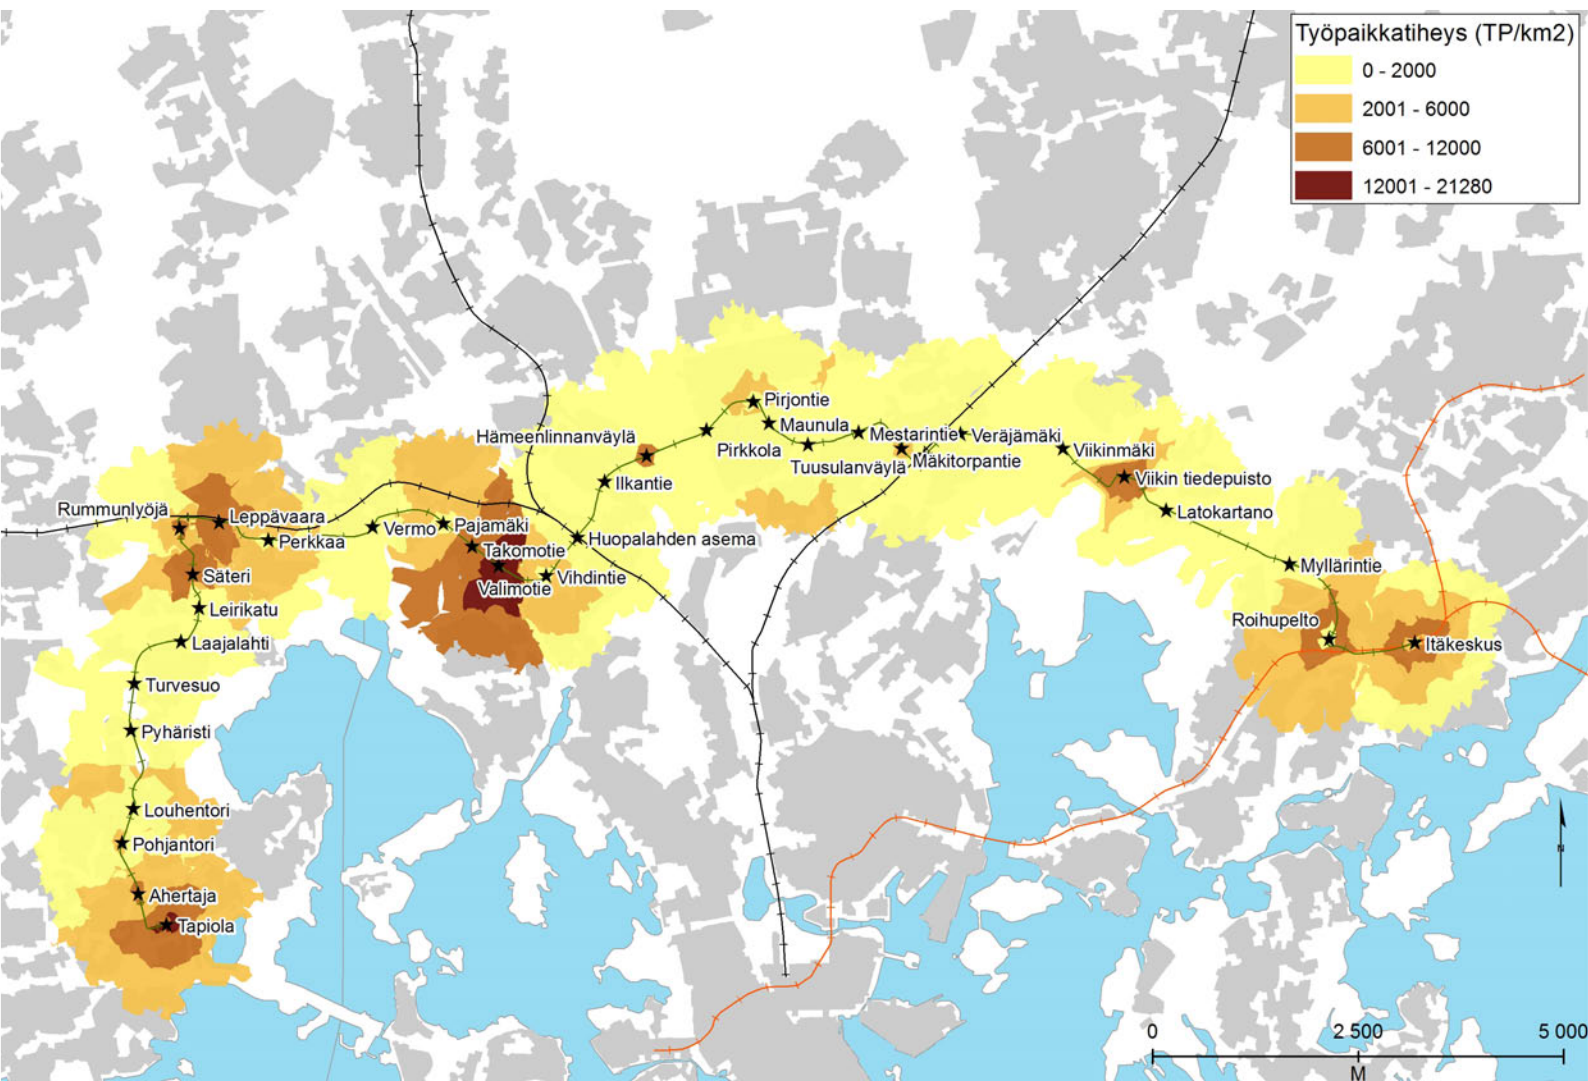 Työpaikkatiheys (TP/km2)
0 - 2000
2001 - 6000
6001 - 12000
12001 - 21280
Pirjontie
Maunula
Hämeenlinnanväylä
Pirkkola
Mestarintie
Veräjämäki
Tuusulanväylä
Mäkitorpantie
Viikinmäki
Viikin tiedepuisto
Ilkantie
Latokartano
Rummunlyöjä
Leppävaara
Perkkaa
Vermo
Pajamäki
Huopalahden asema
Takomotie
Valimotie
Vihdintie
Myllärintie
Säteri
Leirikatu
Laajalahti
Roihupelto
Itäkeskus
Turvesuo
Pyhäristi
Louhentori
Pohjantori
Ahertaja
Tapiola
N
0 2 500 5 000
M